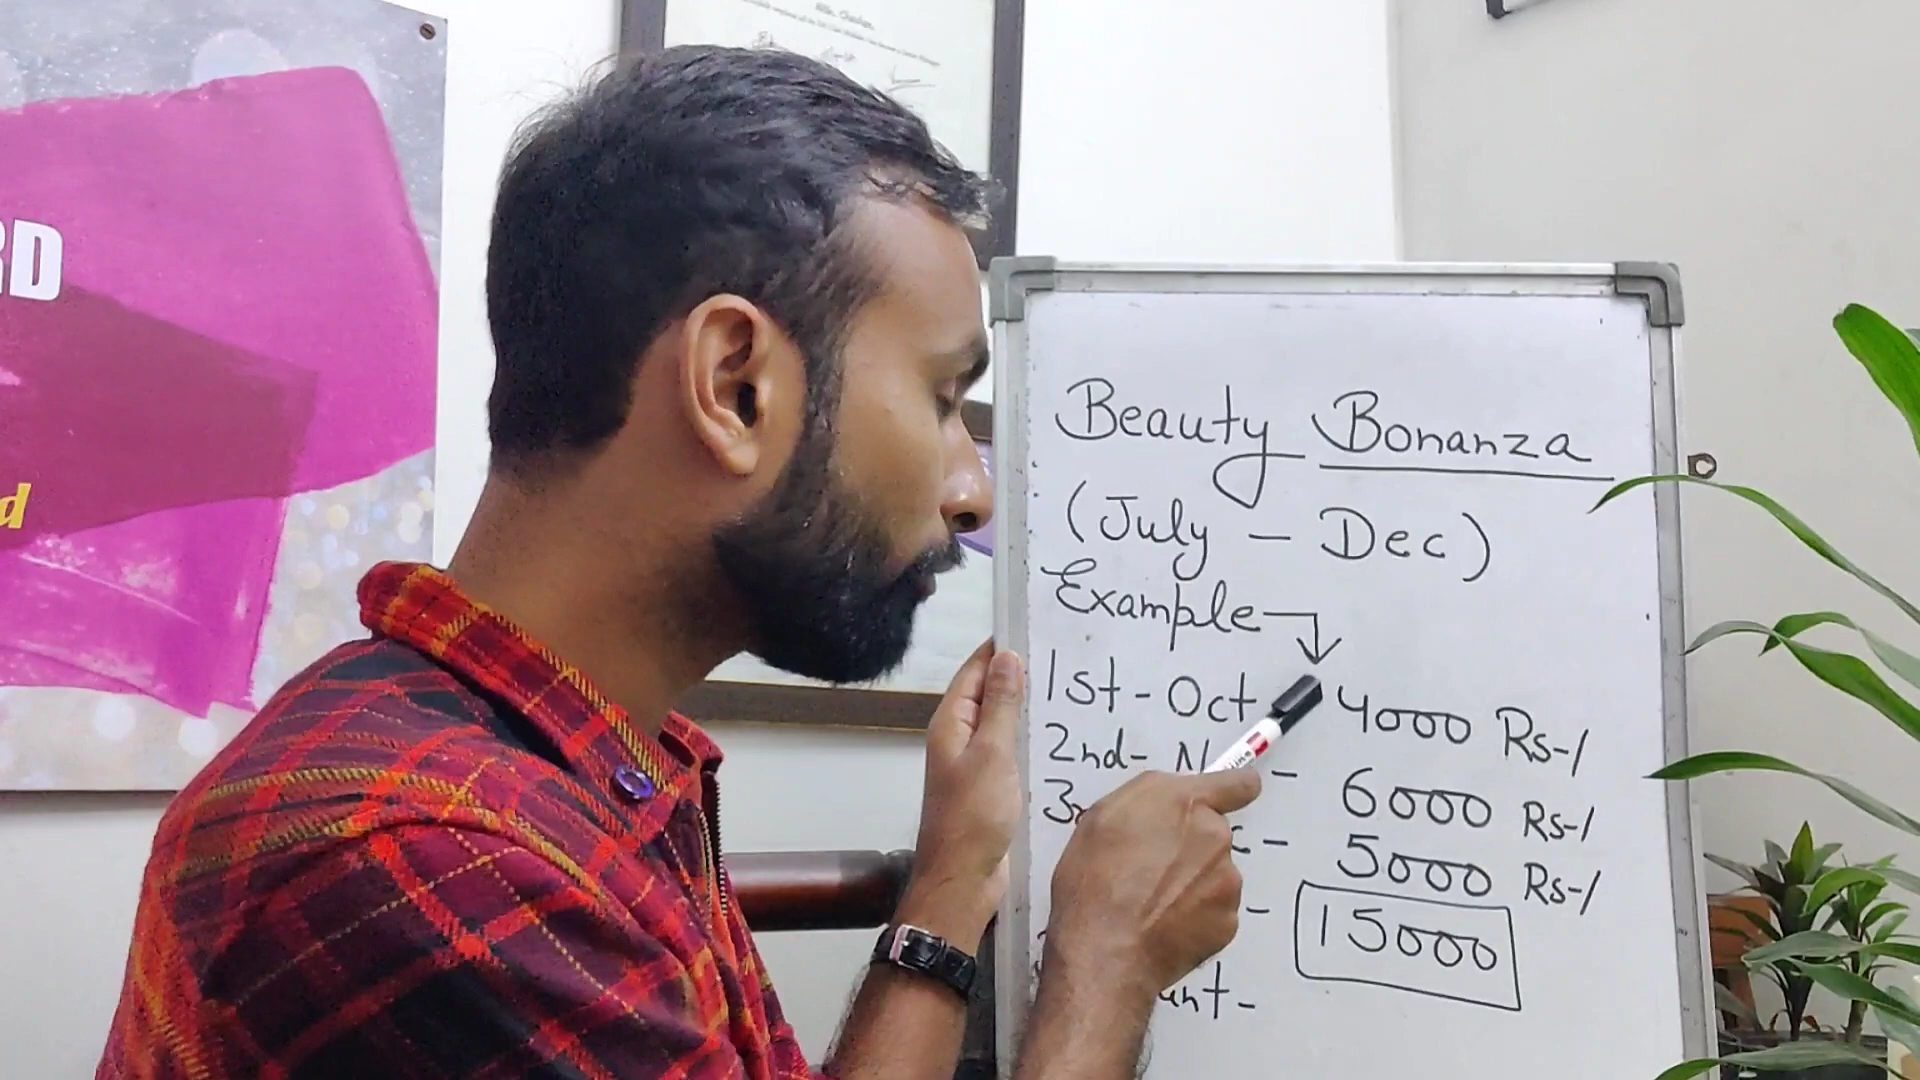 RD
d
Beauty Bonanza
(July - Dec)
Example
1st - Oct 4000 Rs-/
2nd- - 6000 Rs-/
- 5000 Rs-/
- 15000